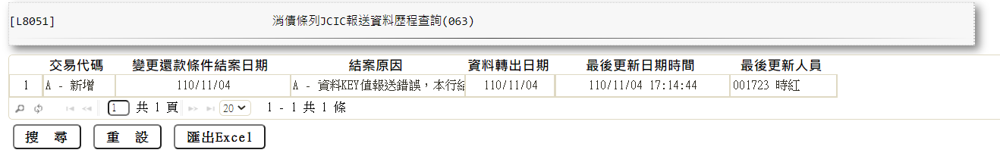 [L8051] 消債條列JCIC報送資料歷程查詢(063)
交易代碼 變更還款條件結案日期 結案原因 資料轉出日期 最後更新日期時間 最後更新人員
1 A - 新增 110/11/04 A - 資料KEY值報送錯誤，本行結 110/11/04 110/11/04 17:14:44 001723 時紅
1 共 1 頁 20 1 - 1 共 1 條
搜 尋 重 設 匯出Excel